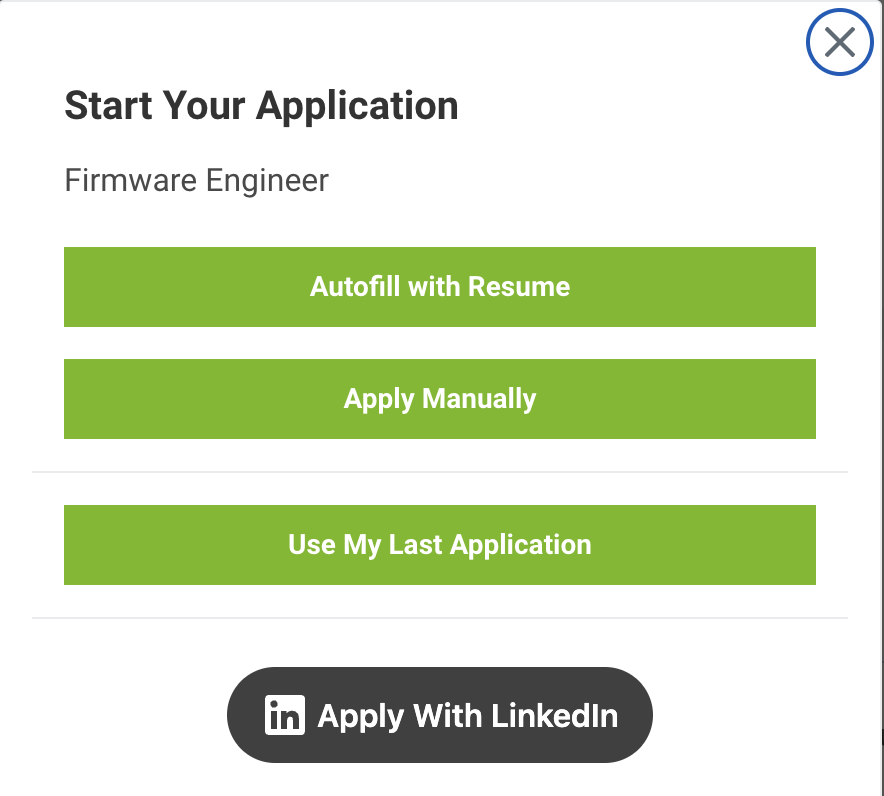 Start Your Application
Firmware Engineer
Autofill with Resume
Apply Manually
Use My Last Application
in Apply With LinkedIn